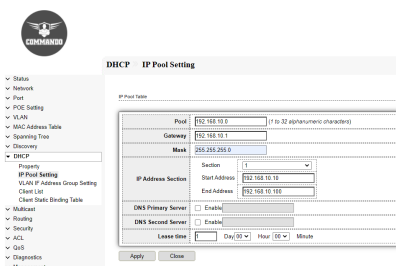 COMMANDO
DHCP IP Pool Setting
Status
Network
Port
POE Setting
VLAN
MAC Address Table
Spanning Tree
Discovery
DHCP
Property
IP Pool Setting
VLAN IP Address Group Setting
Client List
Client Static Binding Table
Multicast
Routing
Security
ACL
QoS
Diagnostics
IP Pool Table
Pool 192.168.10.0 (1 to 32 alphanumeric characters)
Gateway 192.168.10.1
Mask 255.255.255.0
IP Address Section
Section 1
Start Address 192.168.10.10
End Address 192.168.10.100
DNS Primary Server Enable
DNS Second Server Enable
Lease time 1 Day 00 Hour 00 Minute
Apply Close